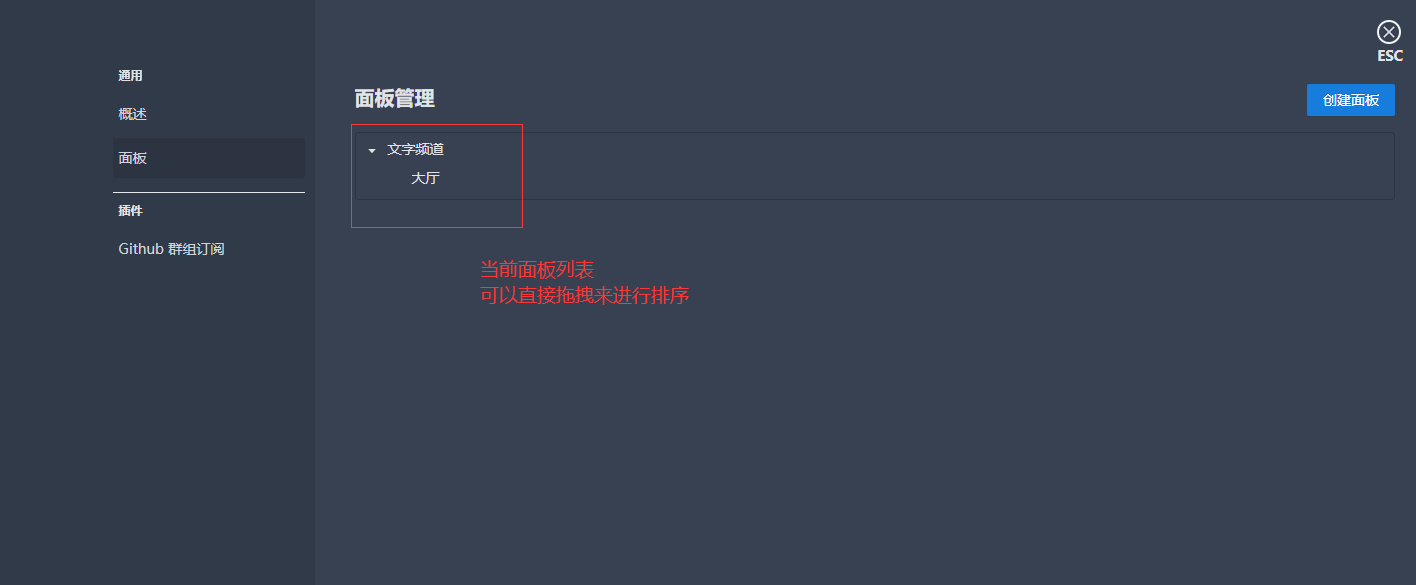 通用
概述
面板
插件
Github 群组订阅
ESC
面板管理
创建面板
文字频道
大厅
当前面板列表
可以直接拖拽来进行排序